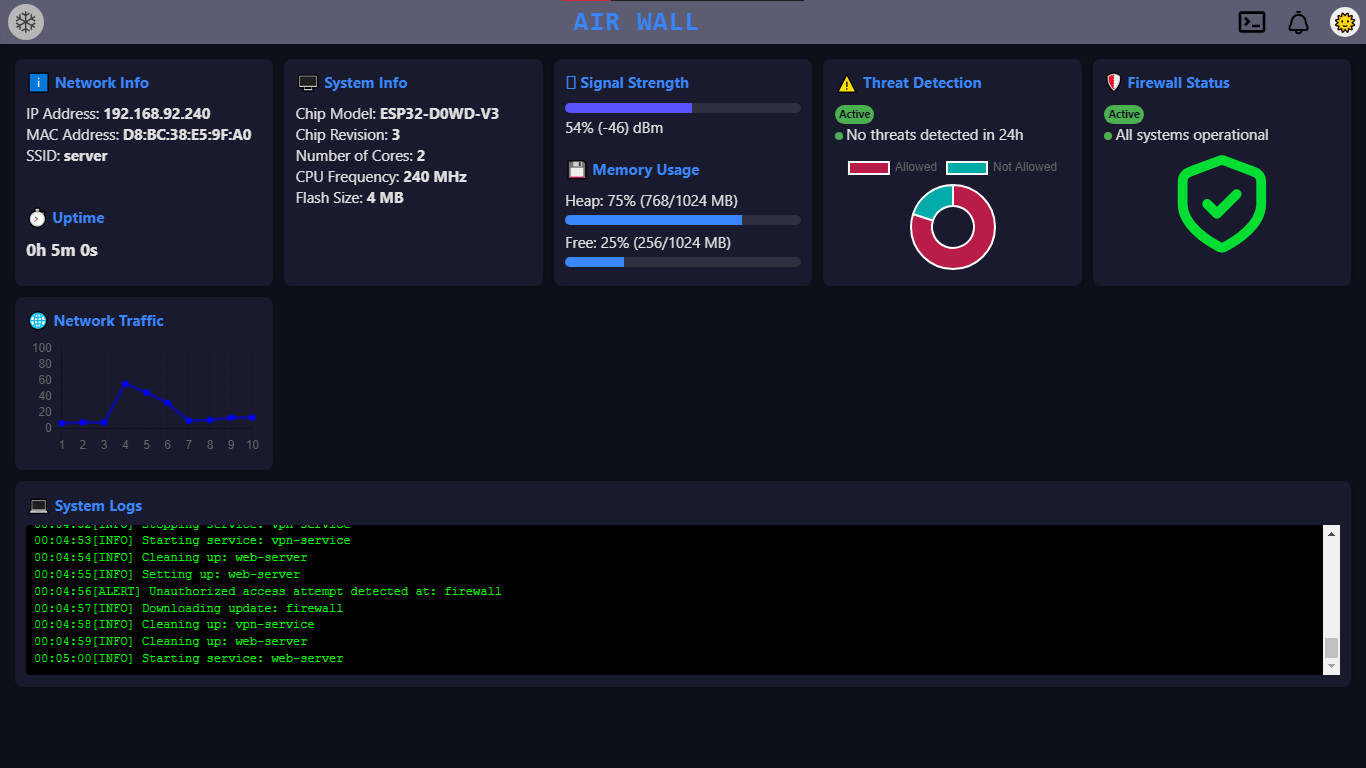 AIR WALL
Network Info
IP Address: 192.168.92.240
MAC Address: D8:BC:38:E5:9F:A0
SSID: server
Uptime
0h 5m 0s
System Info
Chip Model: ESP32-D0WD-V3
Chip Revision: 3
Number of Cores: 2
CPU Frequency: 240 MHz
Flash Size: 4 MB
Signal Strength
54% (-46) dBm
Memory Usage
Heap: 75% (768/1024 MB)
Free: 25% (256/1024 MB)
Threat Detection
Active
No threats detected in 24h
Allowed Not Allowed
Firewall Status
Active
All systems operational
Network Traffic
100
80
60
40
20
0
1 2 3 4 5 6 7 8 9 10
System Logs
00:04:52[INFO] Stopping service: vpn-service
00:04:53[INFO] Starting service: vpn-service
00:04:54[INFO] Cleaning up: web-server
00:04:55[INFO] Setting up: web-server
00:04:56[ALERT] Unauthorized access attempt detected at: firewall
00:04:57[INFO] Downloading update: firewall
00:04:58[INFO] Cleaning up: vpn-service
00:04:59[INFO] Cleaning up: web-server
00:05:00[INFO] Starting service: web-server